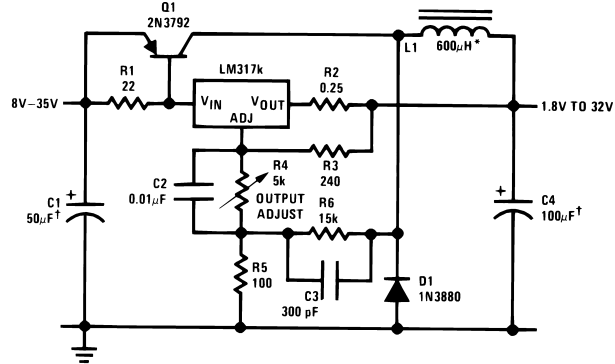 Q1
2N3792
L1
600μH*
R1
22
LM317k
R2
0.25
8V–35V
VIN
VOUT
ADJ
1.8V TO 32V
R4
5k
R3
240
C2
0.01μF
OUTPUT
ADJUST
R6
15k
C1
50μF†
C4
100μF†
R5
100
C3
300 pF
D1
1N3880
+
+